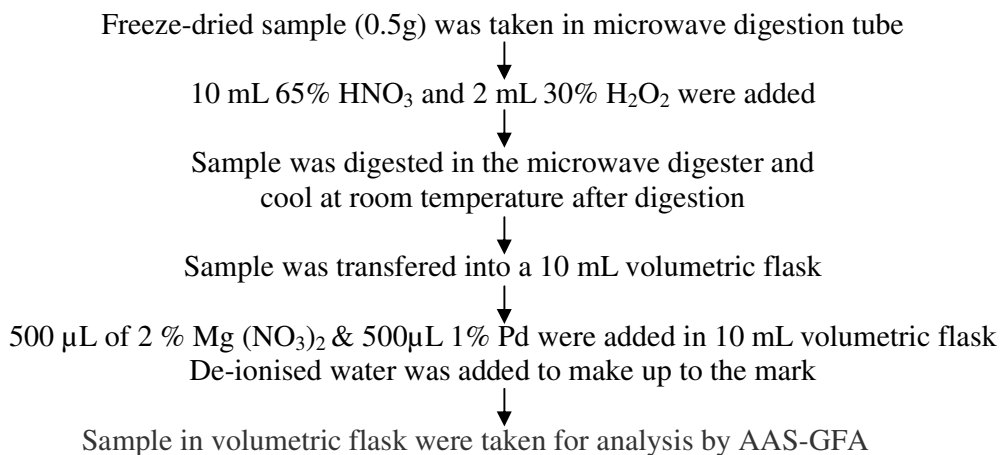 Freeze-dried sample (0.5g) was taken in microwave digestion tube
10 mL 65% HNO₃ and 2 mL 30% H₂O₂ were added
Sample was digested in the microwave digester and
cool at room temperature after digestion
Sample was transfered into a 10 mL volumetric flask
500 µL of 2 % Mg (NO₃)₂ & 500µL 1% Pd were added in 10 mL volumetric flask
De-ionised water was added to make up to the mark
Sample in volumetric flask were taken for analysis by AAS-GFA